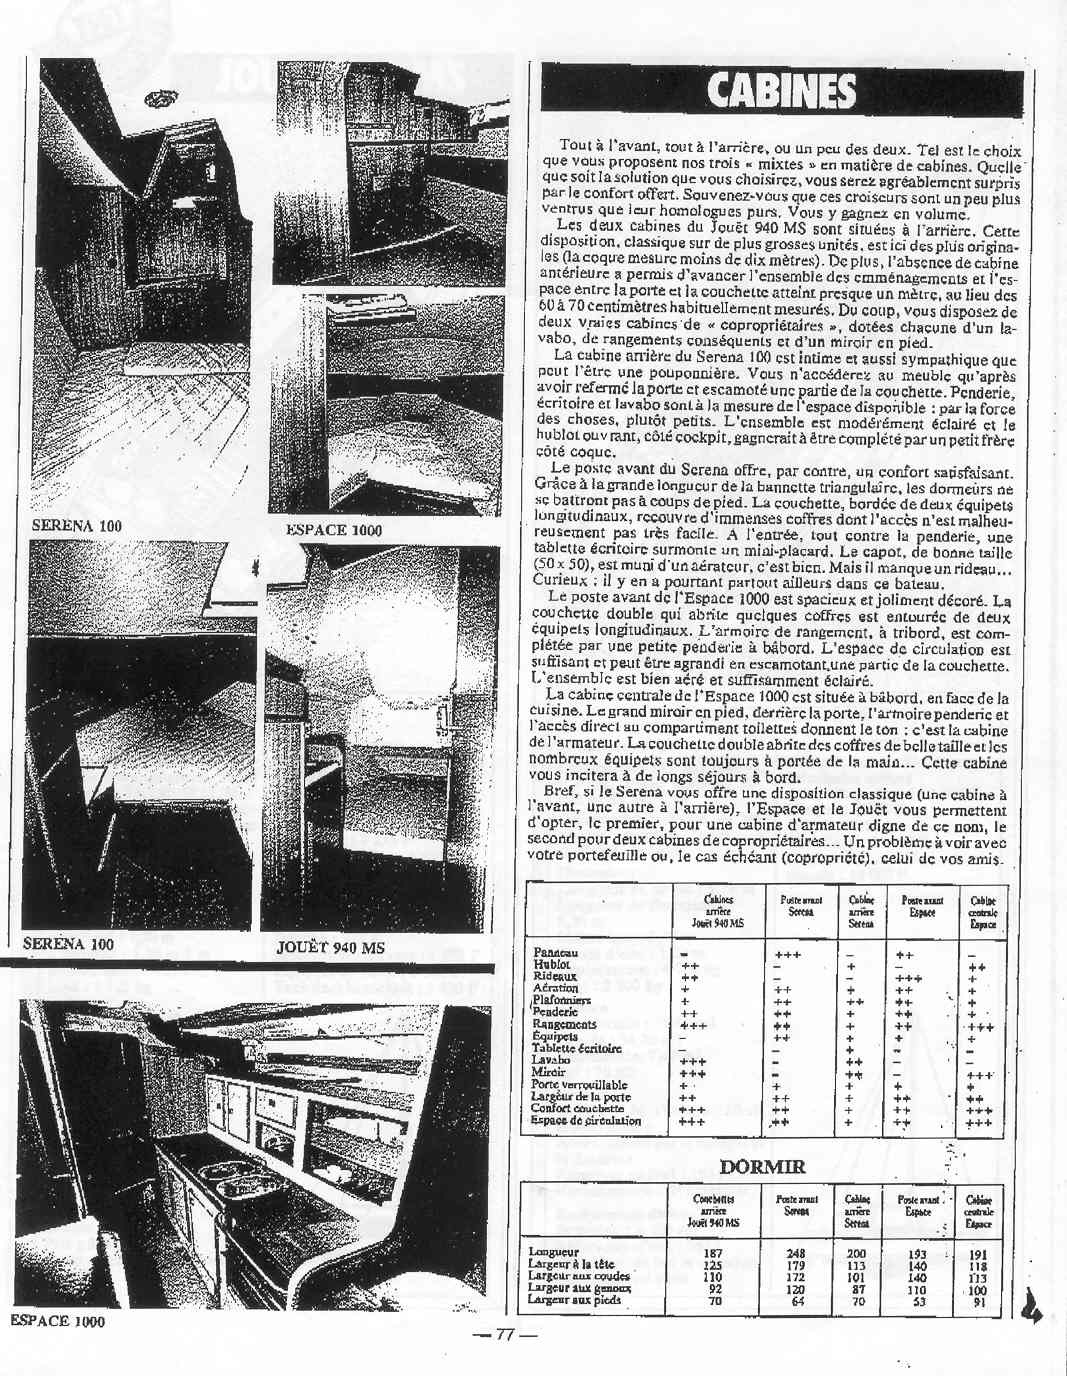 CABINES
Tout à l'avant, tout à l'arrière, ou un peu des deux. Tel est le choix
que vous proposent nos trois « mixtes » en matière de cabines. Quelle
que soit la solution que vous choisirez, vous serez agréablement surpris
par le confort offert. Souvenez-vous que ces croiseurs sont un peu plus
ventrus que leur homologues purs. Vous y gagnez en volume.
Les deux cabines du Jouët 940 MS sont situées à l'arrière. Cette
disposition, classique sur de plus grosses unités, est ici des plus origina-
les (la coque mesure moins de dix mètres). De plus, l'absence de cabine
antérieure a permis d'avancer l'ensemble des emménagements et l'es-
pace entre la porte et la couchette atteint presque un mètre, au lieu des
60 à 70 centimètres habituellement mesurés. Du coup, vous disposez de
deux vraies cabines de « copropriétaires », dotées chacune d'un la-
vabo, de rangements conséquents et d'un miroir en pied.
La cabine arrière du Serena 100 est intime et aussi sympathique que
peut l'être une pouponnière. Vous n'accéderez au meuble qu'après
avoir refermé la porte et escamoté une partie de la couchette. Penderie,
écritoire et lavabo sont à la mesure de l'espace disponible : par la force
des choses, plutôt petits. L'ensemble est modérément éclairé et le
hublot ouvrant, côté cockpit, gagnerait à être complété par un petit frère
côté coque.
Le poste avant du Serena offre, par contre, un confort satisfaisant.
Grâce à la grande longueur de la bannette triangulaire, les dormeurs ne
se battront pas à coups de pied. La couchette, bordée de deux équipets
longitudinaux, recouvre d'immenses coffres dont l'accès n'est malheu-
reusement pas très facile. A l'entrée, tout contre la penderie, une
tablette écritoire surmonte un mini-placard. Le capot, de bonne taille
(50 x 50), est muni d'un aérateur, c'est bien. Mais il manque un rideau...
Curieux : il y en a pourtant partout ailleurs dans ce bateau.
Le poste avant de l'Espace 1000 est spacieux et joliment décoré. La
couchette double qui abrite quelques coffres est entourée de deux
équipets longitudinaux. L'armoire de rangement, à tribord, est com-
plétée par une petite penderie à bâbord. L'espace de circulation est
suffisant et peut être agrandi en escamotant une partie de la couchette.
L'ensemble est bien aéré et suffisamment éclairé.
La cabine centrale de l'Espace 1000 est située à bâbord, en face de la
cuisine. Le grand miroir en pied, derrière la porte, l'armoire penderie et
l'accès direct au compartiment toilettes donnent le ton : c'est la cabine
de l'armateur. La couchette double abrite des coffres de belle taille et les
nombreux équipets sont toujours à portée de la main... Cette cabine
vous incitera à de longs séjours à bord.
Bref, si le Serena vous offre une disposition classique (une cabine à
l'avant, une autre à l'arrière), l'Espace et le Jouët vous permettent
d'opter, le premier, pour une cabine d'armateur digne de ce nom, le
second pour deux cabines de copropriétaires... Un problème à voir avec
votre portefeuille ou, le cas échéant (copropriété), celui de vos amis.
SERENA 100
ESPACE 1000
SERENA 100
JOUËT 940 MS
ESPACE 1000
Cabines arrière Jouët 940 MS | Poste avant Serena | Cabine arrière Serena | Poste avant Espace | Cabine centrale Espace
Panneau – +++ – ++ –
Hublot ++ – + – ++
Rideaux ++ – – +++ +
Aération + ++ + ++ +
Plafonniers + ++ ++ ++ +
Penderie ++ ++ + ++ +
Rangements +++ ++ + ++ +++
Équipets – ++ + + +
Tablette écritoire – – + – –
Lavabo +++ – ++ – –
Miroir +++ – ++ – +++
Porte verrouillable + + + + +
Largeur de la porte ++ ++ + ++ ++
Confort couchette +++ ++ + ++ +++
Espace de circulation +++ ++ + ++ +++
DORMIR
Couchettes arrière Jouët 940 MS | Poste avant Serena | Cabine arrière Serena | Poste avant Espace | Cabine centrale Espace
Longueur 187 248 200 193 191
Largeur à la tête 125 179 113 140 118
Largeur aux coudes 110 172 101 140 113
Largeur aux genoux 92 120 87 110 100
Largeur aux pieds 70 64 70 53 91
— 77 —